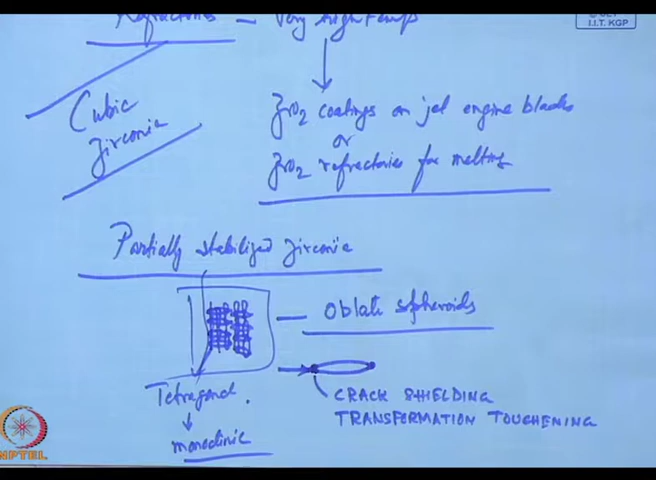 Refractories - Very high temps
I.I.T. KGP
Cubic
zirconia
ZrO2 coatings on jet engine blades
or
ZrO2 refractories for melting
Partially stabilized zirconia
Oblate spheroids
Tetragonal.
CRACK SHIELDING
TRANSFORMATION TOUGHENING
monoclinic
NPTEL